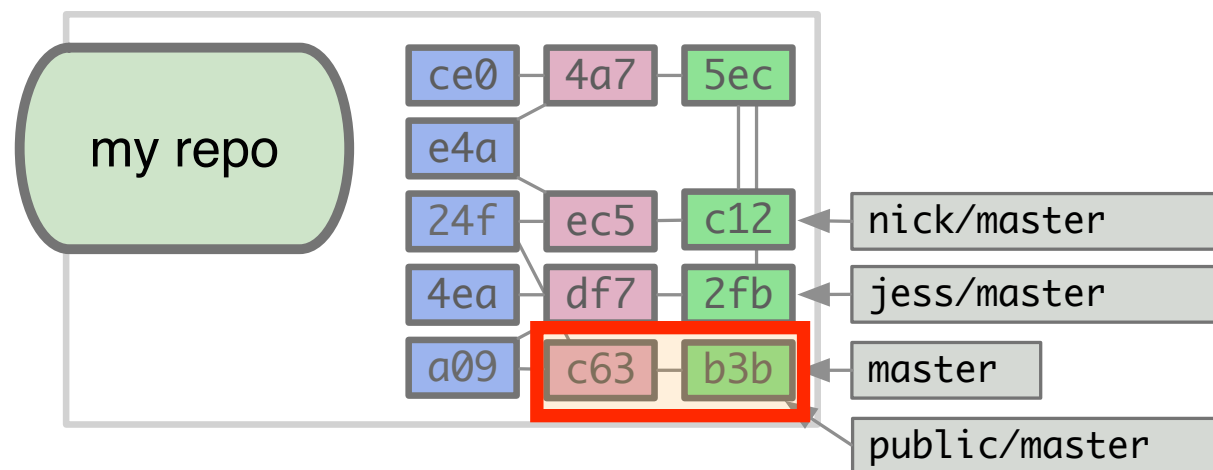 my repo
ce0 4a7 5ec
e4a
24f ec5 c12 nick/master
4ea df7 2fb jess/master
a09 c63 b3b master
public/master